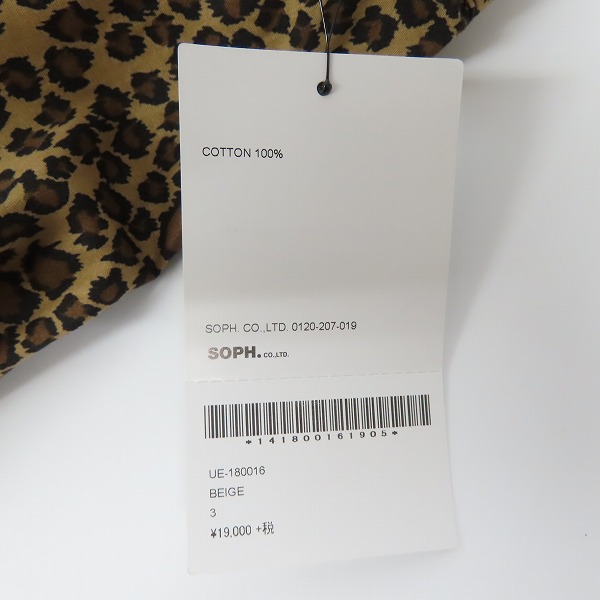 COTTON 100%
SOPH. CO.,LTD. 0120-207-019
SOPH. CO.,LTD.
*141800161905*
UE-180016
BEIGE
3
¥19,000 +税